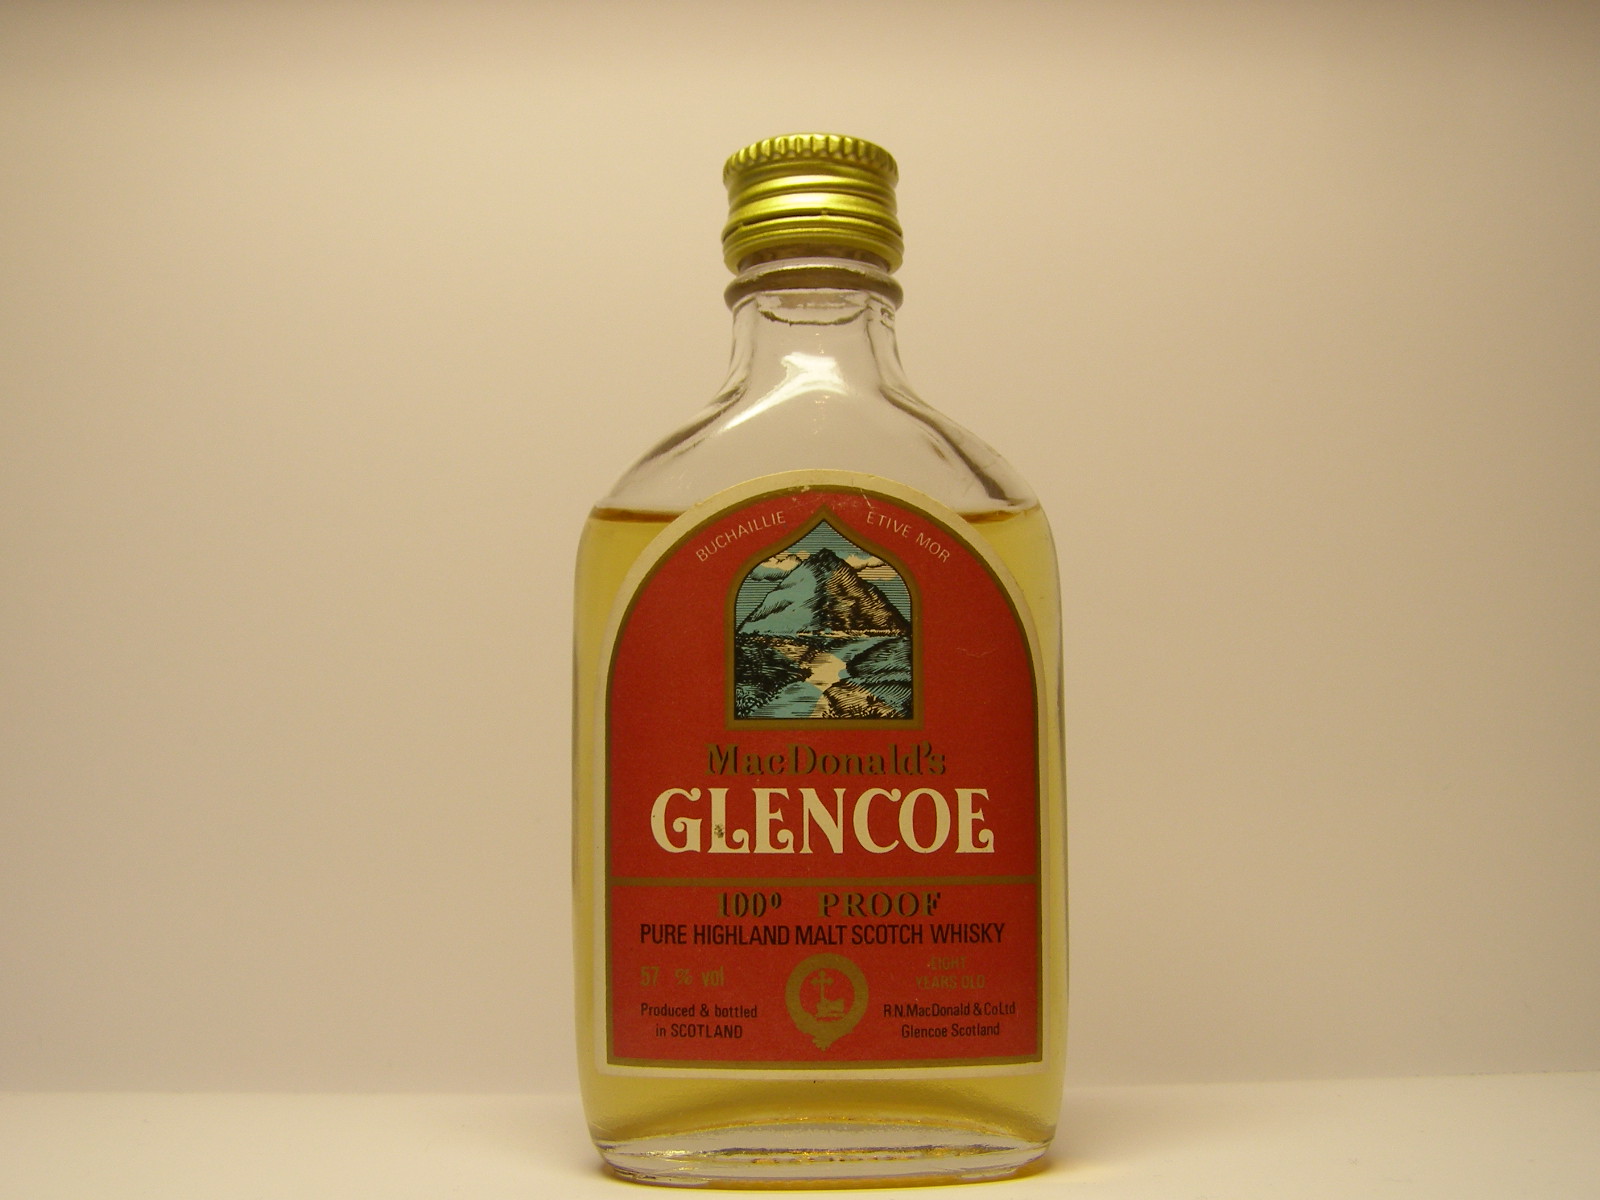 BUCHAILLIE ETIVE MOR
MacDonald's
GLENCOE
100º PROOF
PURE HIGHLAND MALT SCOTCH WHISKY
57 % vol
EIGHT
YEARS OLD
Produced & bottled
in SCOTLAND
R.N.MacDonald & Co Ltd
Glencoe Scotland